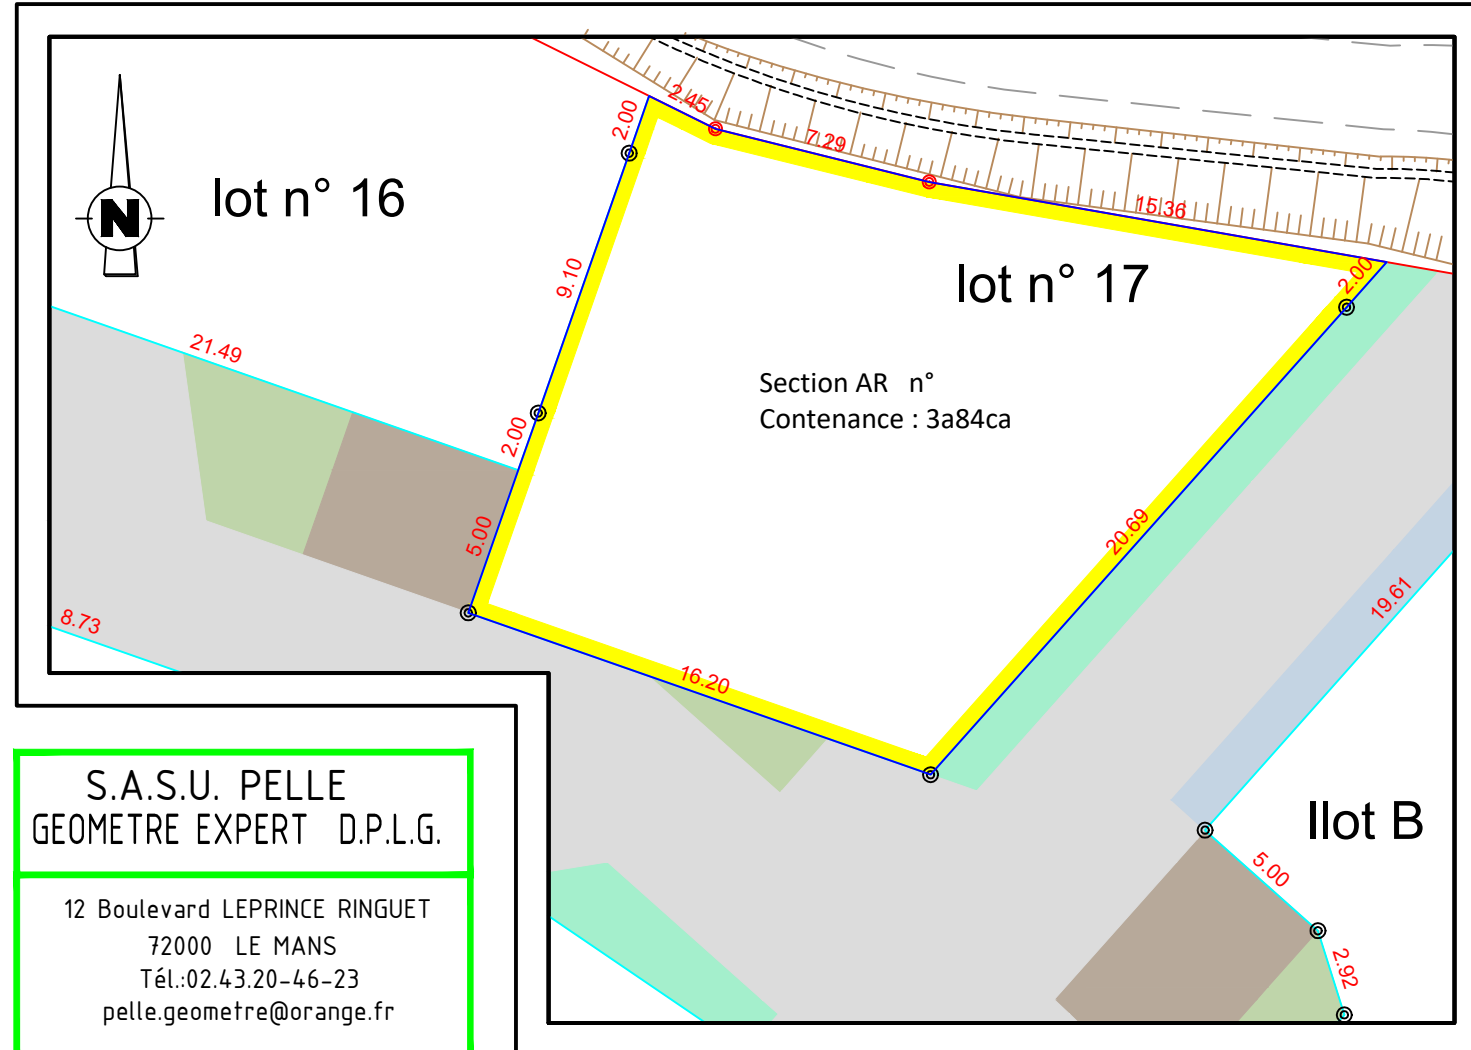 2.00
2.45
7.29
15.36
N
lot n° 16
lot n° 17
2.00
9.10
21.49
Section AR n°
Contenance : 3a84ca
2.00
5.00
20.69
19.61
8.73
16.20
Ilot B
5.00
2.92
S.A.S.U. PELLE
GEOMETRE EXPERT D.P.L.G.
12 Boulevard LEPRINCE RINGUET
72000 LE MANS
Tél.:02.43.20-46-23
pelle.geometre@orange.fr